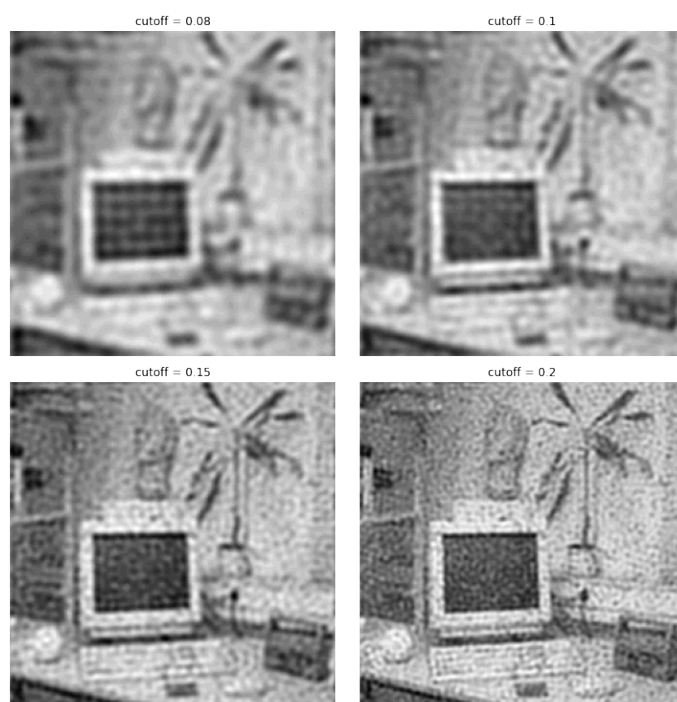 cutoff = 0.08
cutoff = 0.1
cutoff = 0.15
cutoff = 0.2